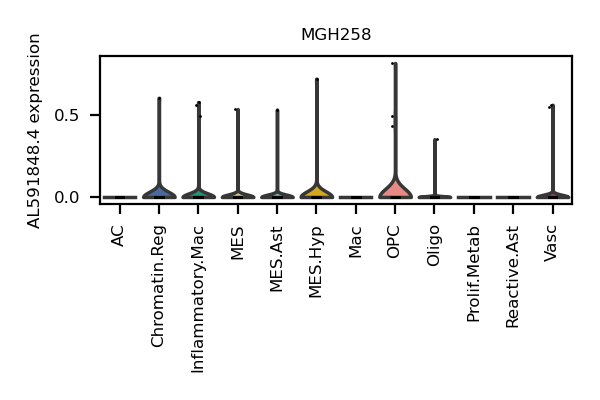 MGH258
AL591848.4 expression
0.5
0.0
AC
Chromatin.Reg
Inflammatory.Mac
MES
MES.Ast
MES.Hyp
Mac
OPC
Oligo
Prolif.Metab
Reactive.Ast
Vasc